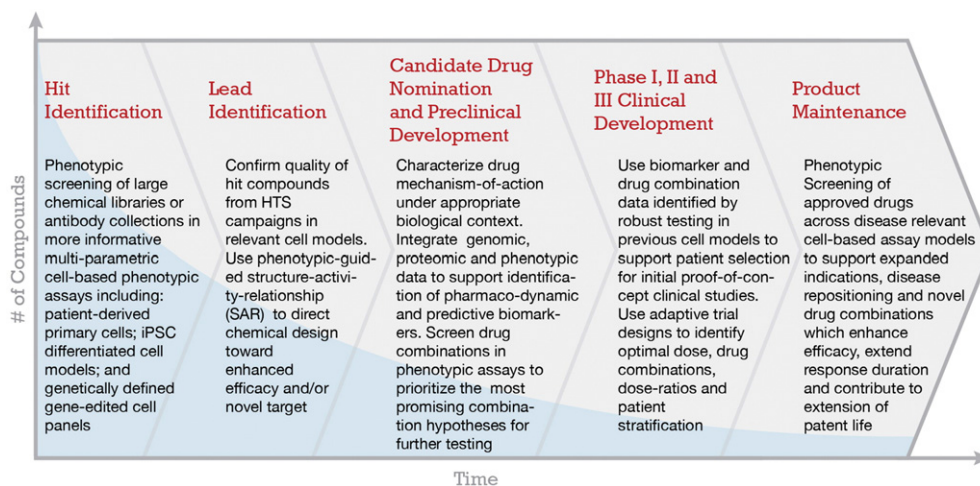 # of Compounds
Hit
Identification
Phenotypic
screening of large
chemical libraries or
antibody collections in
more informative
multi-parametric
cell-based phenotypic
assays including:
patient-derived
primary cells; iPSC
differentiated cell
models; and
genetically defined
gene-edited cell
panels
Lead
Identification
Confirm quality of
hit compounds
from HTS
campaigns in
relevant cell models.
Use phenotypic-guid-
ed structure-activi-
ty-relationship
(SAR) to direct
chemical design
toward
enhanced
efficacy and/or
novel target
Candidate Drug
Nomination
and Preclinical
Development
Characterize drug
mechanism-of-action
under appropriate
biological context.
Integrate genomic,
proteomic and phenotypic
data to support identifica-
tion of pharmaco-dynamic
and predictive biomark-
ers. Screen drug
combinations in
phenotypic assays to
prioritize the most
promising combina-
tion hypotheses for
further testing
Phase I, II and
III Clinical
Development
Use biomarker and
drug combination
data identified by
robust testing in
previous cell models to
support patient selection
for initial proof-of-con-
cept clinical studies.
Use adaptive trial
designs to identify
optimal dose, drug
combinations,
dose-ratios and
patient
stratification
Product
Maintenance
Phenotypic
Screening of
approved drugs
across disease relevant
cell-based assay models
to support expanded
indications, disease
repositioning and novel
drug combinations
which enhance
efficacy, extend
response duration
and contribute to
extension of
patent life
Time